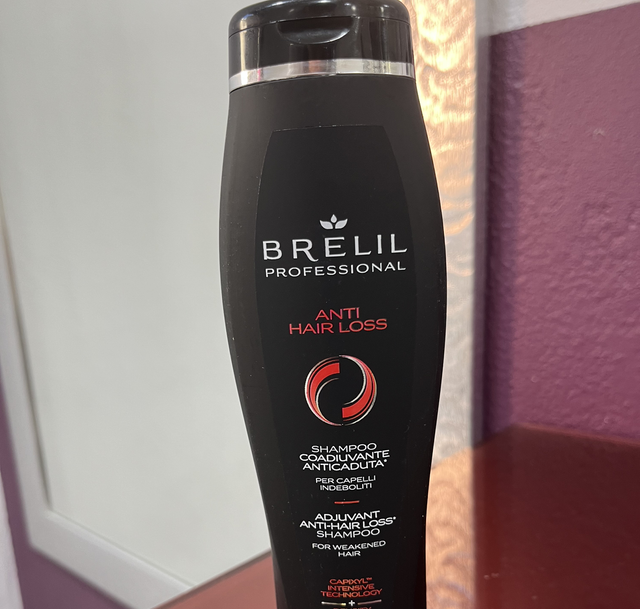 BRELIL
PROFESSIONAL
ANTI
HAIR LOSS
SHAMPOO
COADIUVANTE
ANTICADUTA*
PER CAPELLI
INDEBOLITI
ADJUVANT
ANTI-HAIR LOSS*
SHAMPOO
FOR WEAKENED
HAIR
CAPIXYL™
INTENSIVE
TECHNOLOGY
+